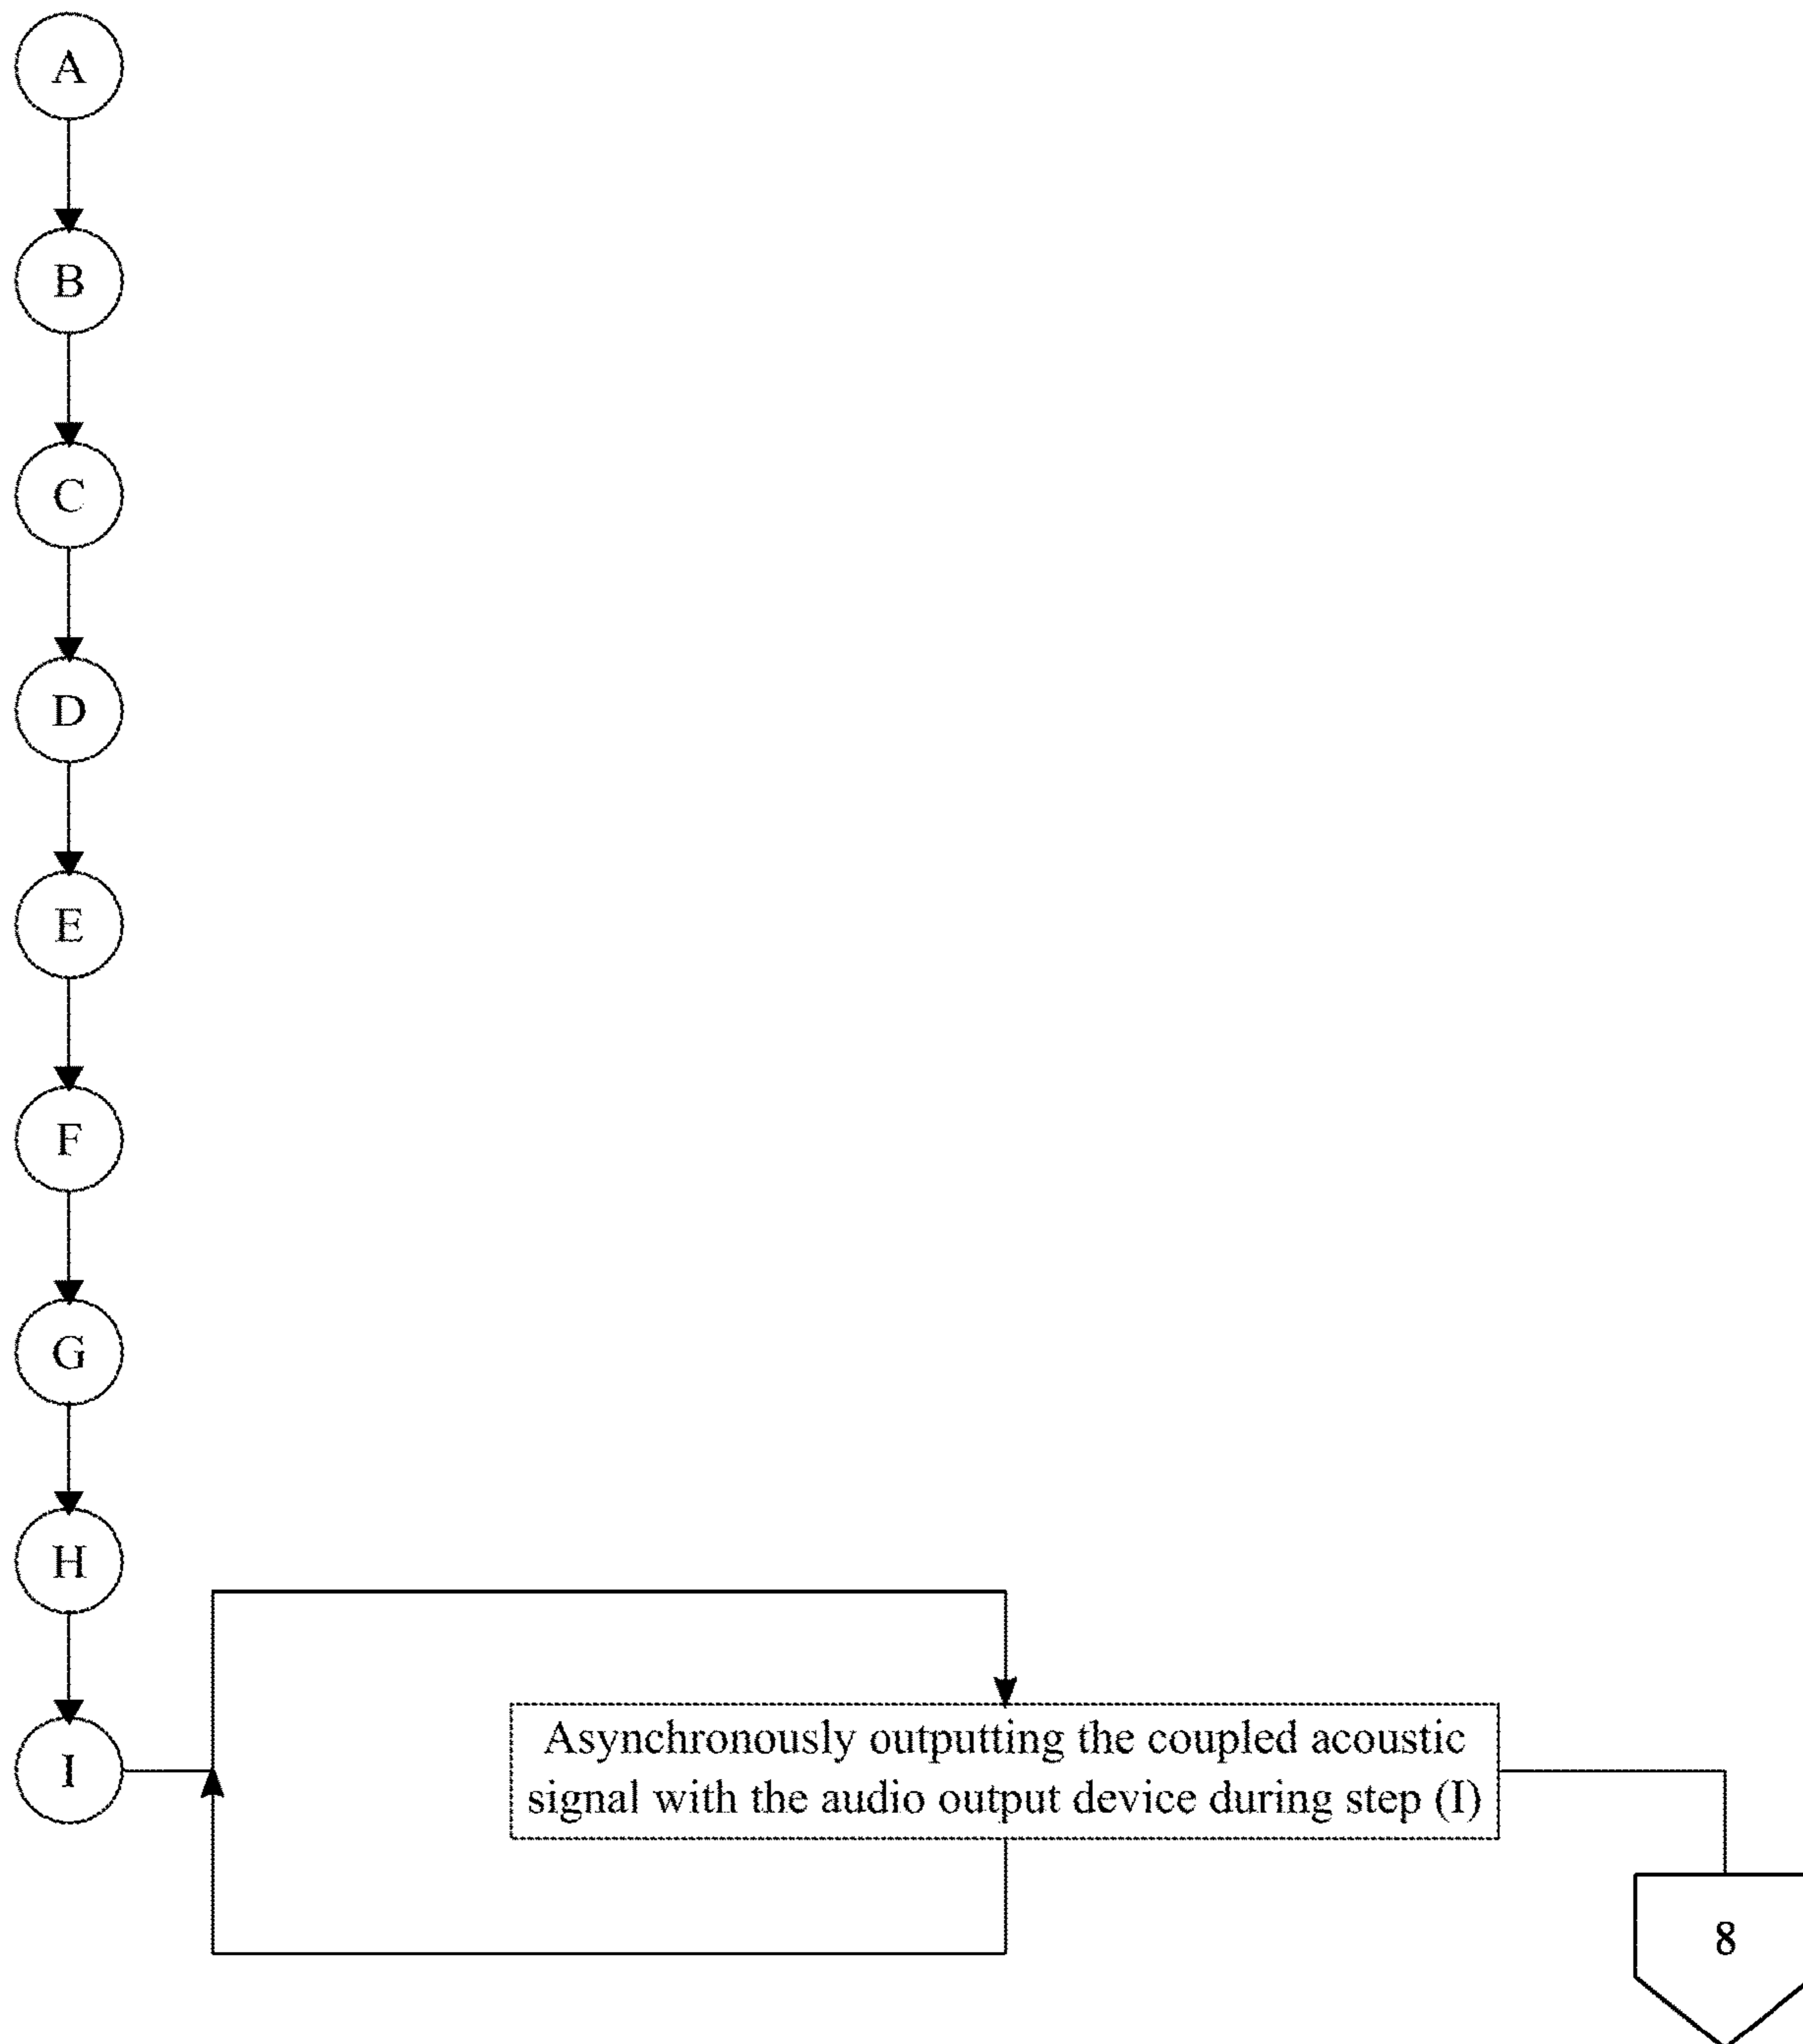 A
B
C
D
E
F
G
H
I
Asynchronously outputting the coupled acoustic
signal with the audio output device during step (I)
8